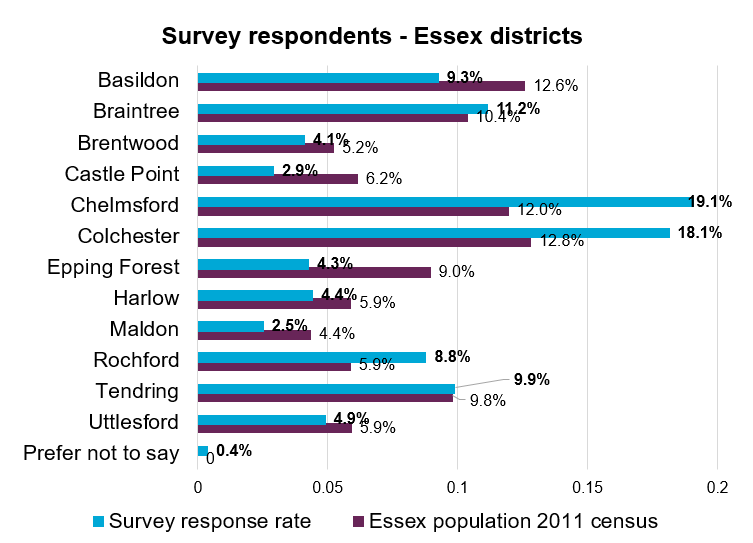 Survey respondents - Essex districts
Basildon 9.3% 12.6%
Braintree 11.2% 10.4%
Brentwood 4.1% 5.2%
Castle Point 2.9% 6.2%
Chelmsford 19.1% 12.0%
Colchester 18.1% 12.8%
Epping Forest 4.3% 9.0%
Harlow 4.4% 5.9%
Maldon 2.5% 4.4%
Rochford 8.8% 5.9%
Tendring 9.9% 9.8%
Uttlesford 4.9% 5.9%
Prefer not to say 0.4% 0
0 0.05 0.1 0.15 0.2
Survey response rate Essex population 2011 census